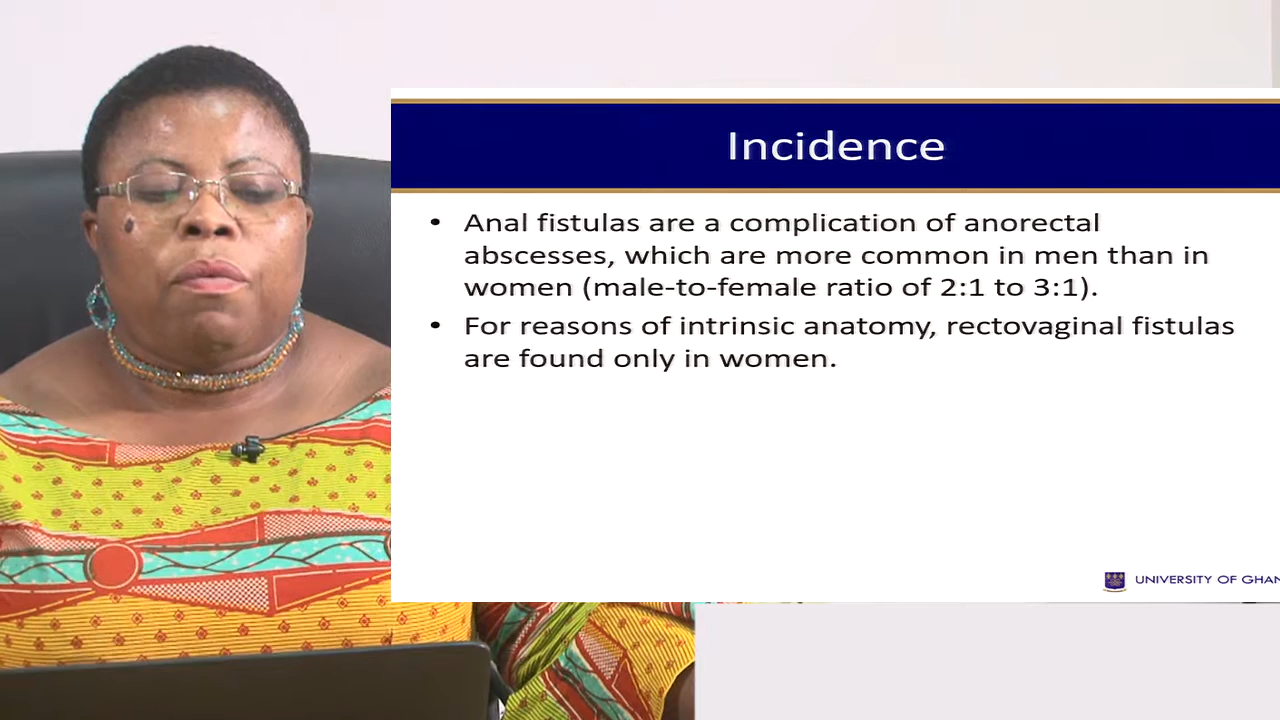 Incidence
• Anal fistulas are a complication of anorectal
abscesses, which are more common in men than in
women (male-to-female ratio of 2:1 to 3:1).
• For reasons of intrinsic anatomy, rectovaginal fistulas
are found only in women.
UNIVERSITY OF GHAN